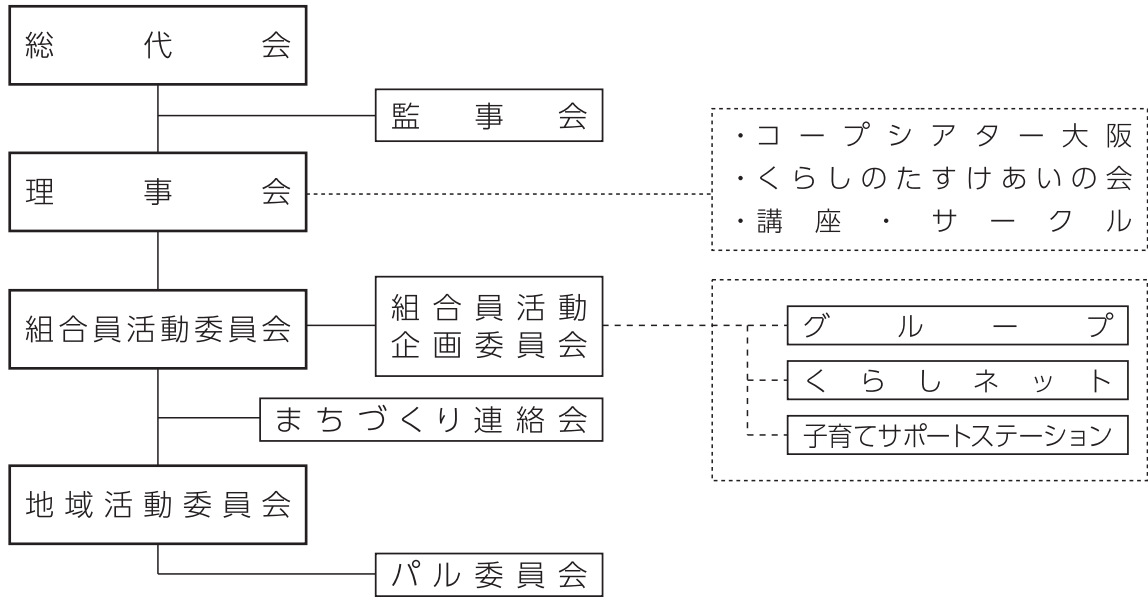 総代会
監事会
・コープシアター大阪
・くらしのたすけあいの会
・講座・サークル
理事会
組合員活動委員会
組合員活動
企画委員会
グループ
くらしネット
子育てサポートステーション
まちづくり連絡会
地域活動委員会
パル委員会